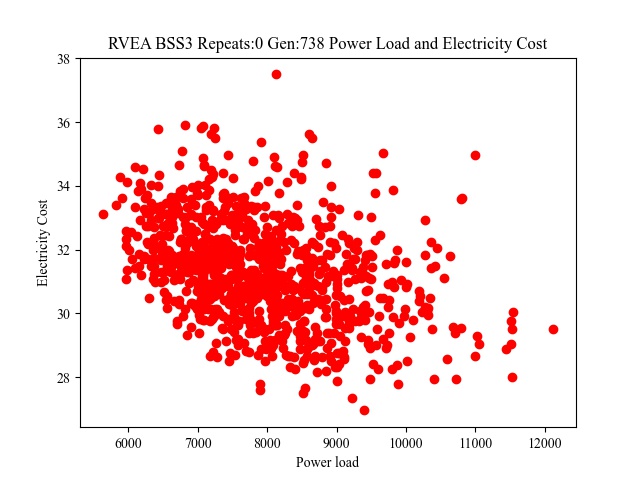 RVEA BSS3 Repeats:0 Gen:738 Power Load and Electricity Cost
38
36
34
32
30
28
Electricity Cost
6000 7000 8000 9000 10000 11000 12000
Power load